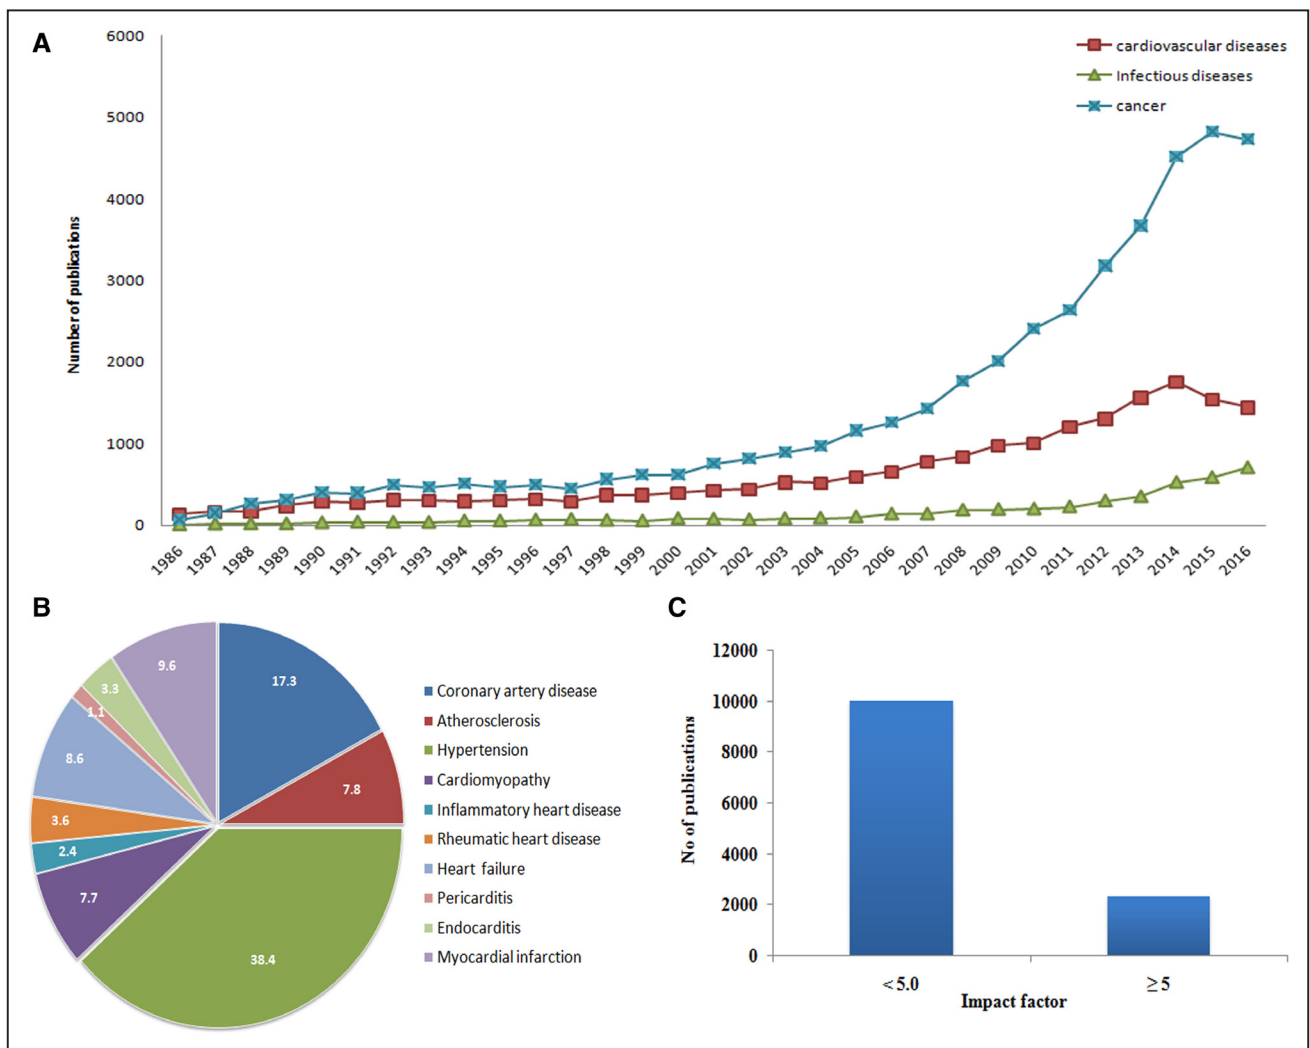 A
cardiovascular diseases
Infectious diseases
cancer
Number of publications
6000
5000
4000
3000
2000
1000
0
1986 1987 1988 1989 1990 1991 1992 1993 1994 1995 1996 1997 1998 1999 2000 2001 2002 2003 2004 2005 2006 2007 2008 2009 2010 2011 2012 2013 2014 2015 2016
B
17.3
7.8
38.4
7.7
2.4
3.6
8.6
1.1
3.3
9.6
Coronary artery disease
Atherosclerosis
Hypertension
Cardiomyopathy
Inflammatory heart disease
Rheumatic heart disease
Heart failure
Pericarditis
Endocarditis
Myocardial infarction
C
No of publications
12000
10000
8000
6000
4000
2000
0
< 5.0 ≥ 5
Impact factor